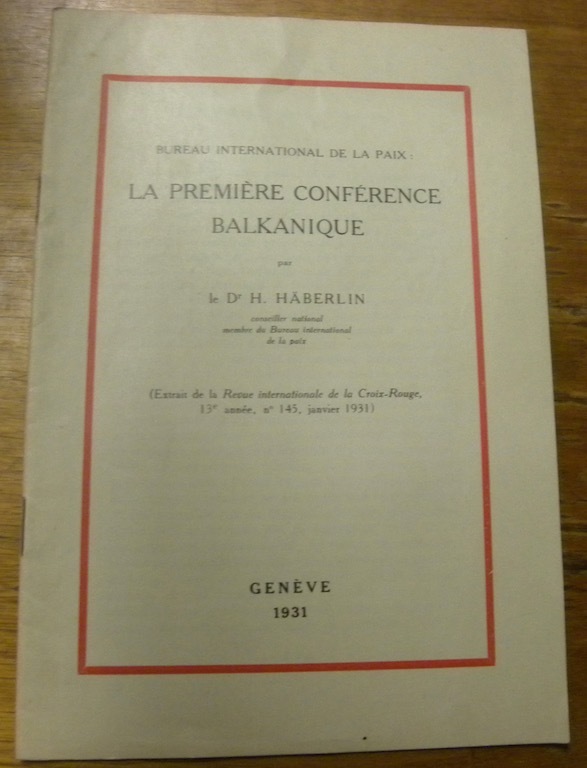 BUREAU INTERNATIONAL DE LA PAIX :
LA PREMIÈRE CONFÉRENCE
BALKANIQUE
par
le Dr H. HÄBERLIN
conseiller national
membre du Bureau international
de la paix
(Extrait de la Revue internationale de la Croix-Rouge,
13e année, n° 145, janvier 1931)
GENÈVE
1931